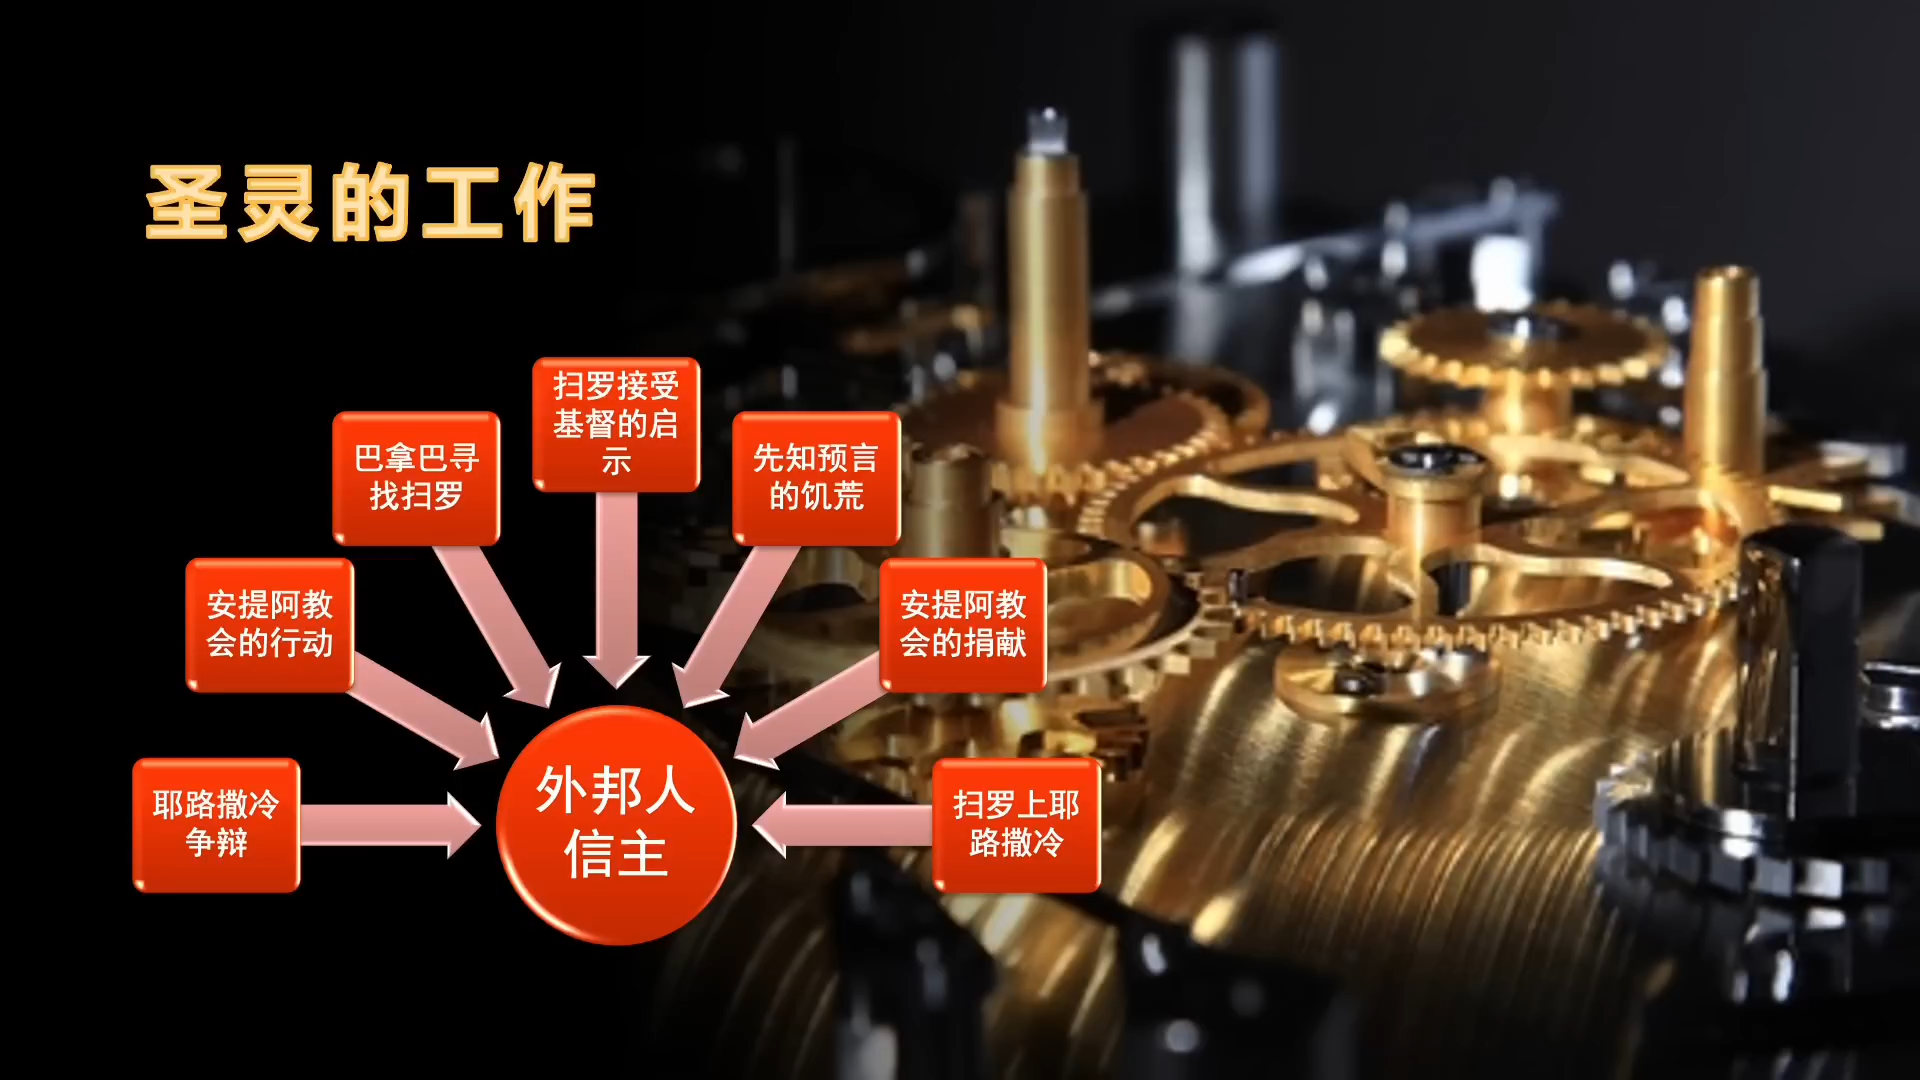 圣灵的工作
耶路撒冷
争辩
安提阿教
会的行动
巴拿巴寻
找扫罗
扫罗接受
基督的启
示
先知预言
的饥荒
安提阿教
会的捐献
扫罗上耶
路撒冷
外邦人
信主